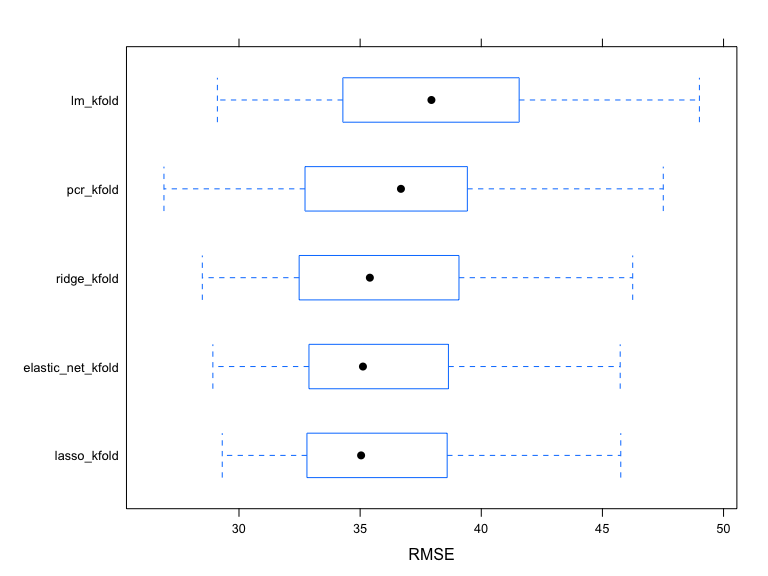 lm_kfold
pcr_kfold
ridge_kfold
elastic_net_kfold
lasso_kfold
30 35 40 45 50
RMSE